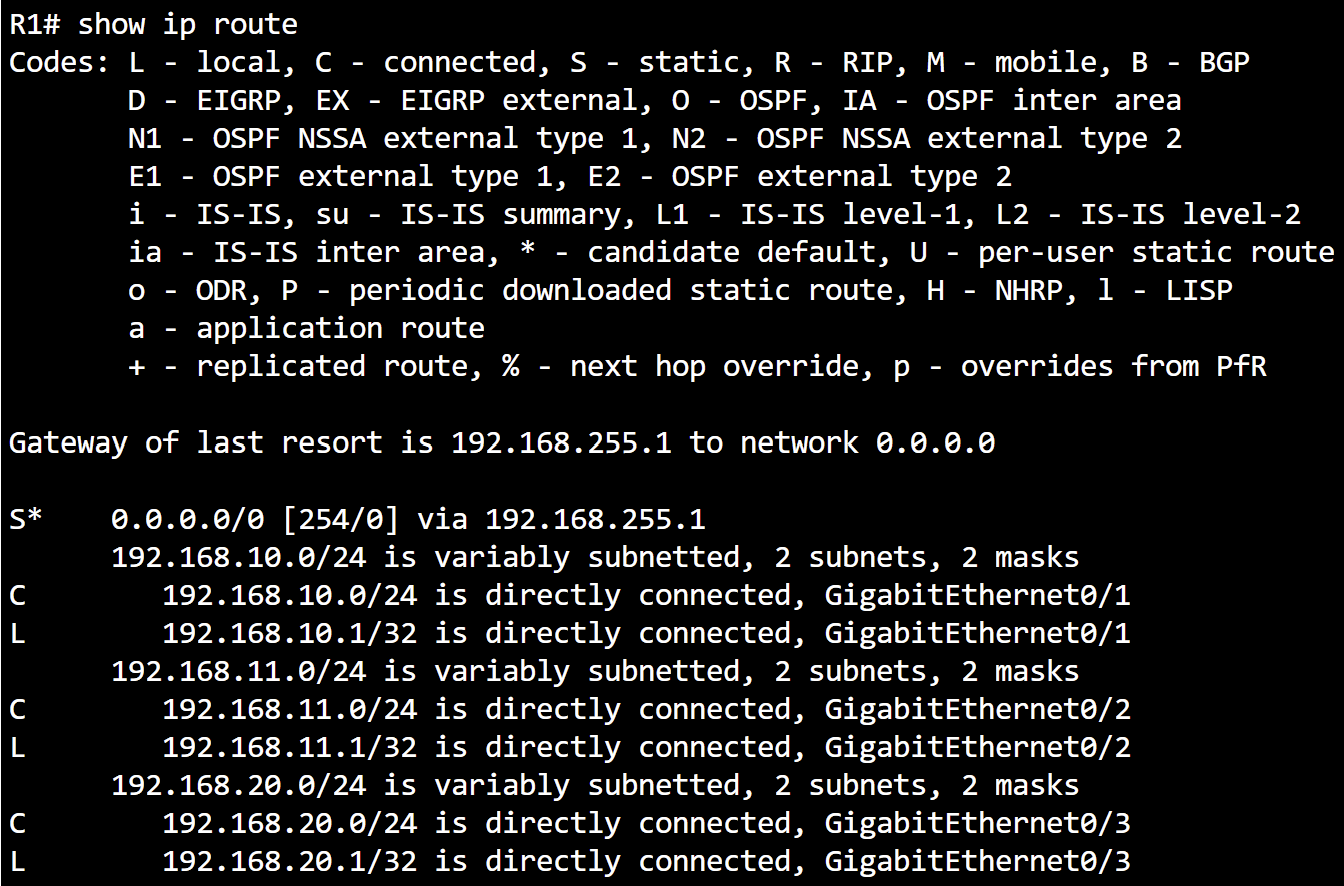 R1# show ip route
Codes: L - local, C - connected, S - static, R - RIP, M - mobile, B - BGP
       D - EIGRP, EX - EIGRP external, O - OSPF, IA - OSPF inter area
       N1 - OSPF NSSA external type 1, N2 - OSPF NSSA external type 2
       E1 - OSPF external type 1, E2 - OSPF external type 2
       i - IS-IS, su - IS-IS summary, L1 - IS-IS level-1, L2 - IS-IS level-2
       ia - IS-IS inter area, * - candidate default, U - per-user static route
       o - ODR, P - periodic downloaded static route, H - NHRP, l - LISP
       a - application route
       + - replicated route, % - next hop override, p - overrides from PfR

Gateway of last resort is 192.168.255.1 to network 0.0.0.0

S*    0.0.0.0/0 [254/0] via 192.168.255.1
      192.168.10.0/24 is variably subnetted, 2 subnets, 2 masks
C        192.168.10.0/24 is directly connected, GigabitEthernet0/1
L        192.168.10.1/32 is directly connected, GigabitEthernet0/1
      192.168.11.0/24 is variably subnetted, 2 subnets, 2 masks
C        192.168.11.0/24 is directly connected, GigabitEthernet0/2
L        192.168.11.1/32 is directly connected, GigabitEthernet0/2
      192.168.20.0/24 is variably subnetted, 2 subnets, 2 masks
C        192.168.20.0/24 is directly connected, GigabitEthernet0/3
L        192.168.20.1/32 is directly connected, GigabitEthernet0/3